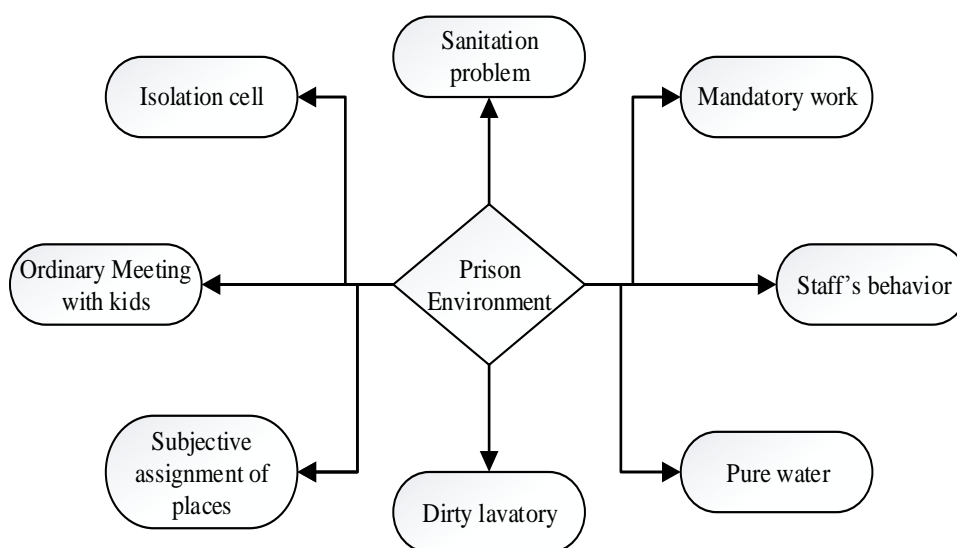 Sanitation
problem
Isolation cell
Mandatory work
Ordinary Meeting
with kids
Prison
Environment
Staff's behavior
Subjective
assignment of
places
Dirty lavatory
Pure water